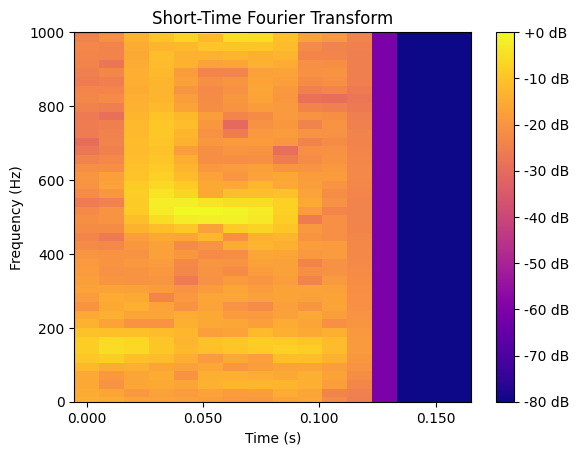 Short-Time Fourier Transform
1000
800
600
400
200
0
Frequency (Hz)
0.000
0.050
0.100
0.150
Time (s)
+0 dB
-10 dB
-20 dB
-30 dB
-40 dB
-50 dB
-60 dB
-70 dB
-80 dB